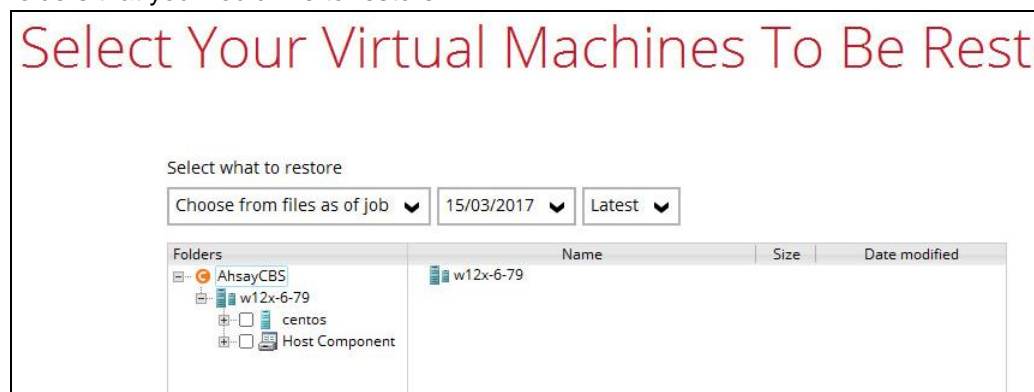 Select Your Virtual Machines To Be Rest
Select what to restore
Choose from files as of job 15/03/2017 Latest
Folders Name Size Date modified
AhsayCBS w12x-6-79
w12x-6-79
centos
Host Component